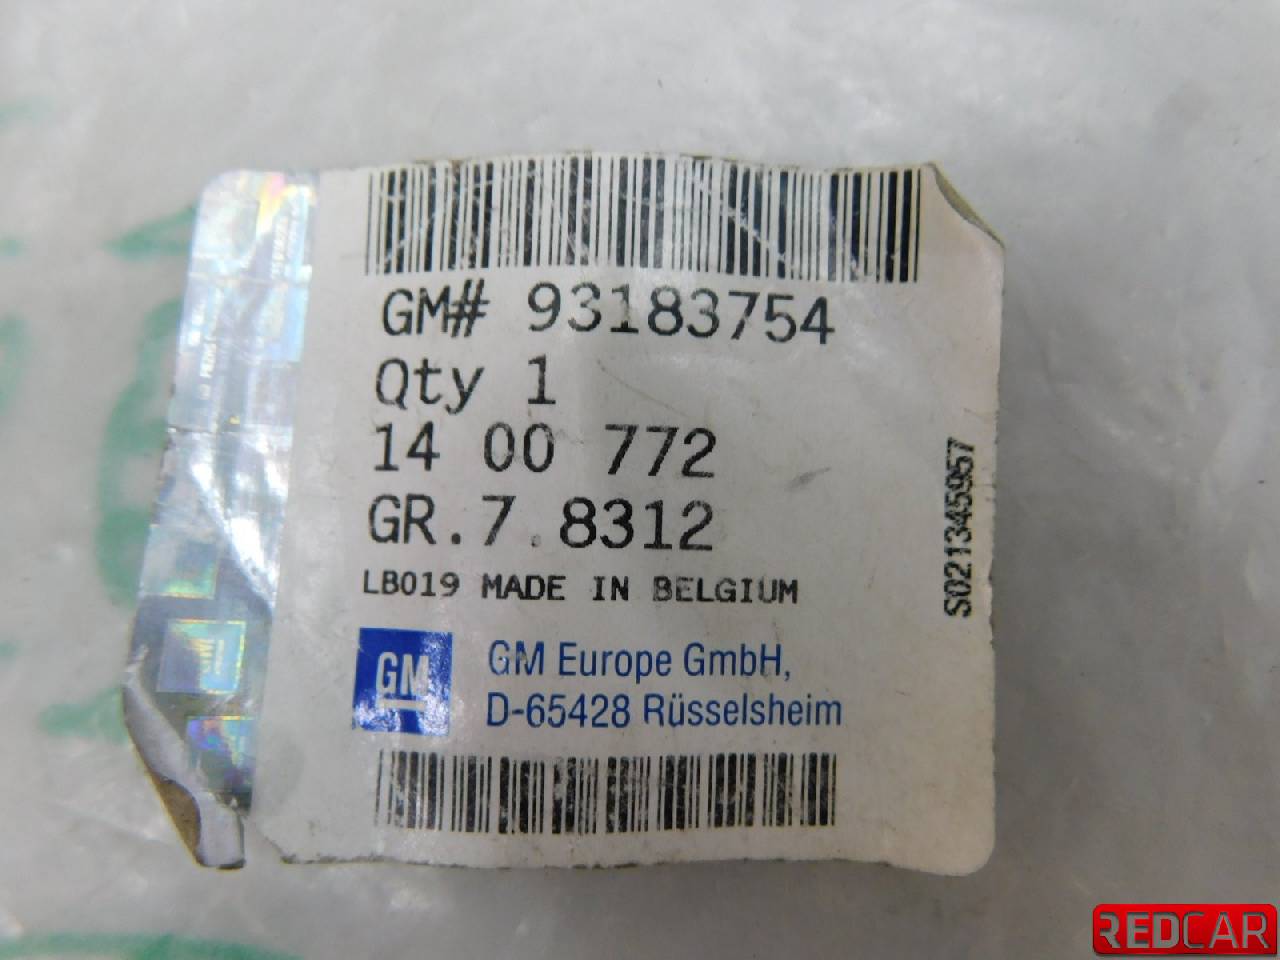 GM# 93183754
Qty 1
14 00 772
GR.7.8312
LB019 MADE IN BELGIUM
GM
GM Europe GmbH,
D-65428 Rüsselsheim
S021345957
REDCAR